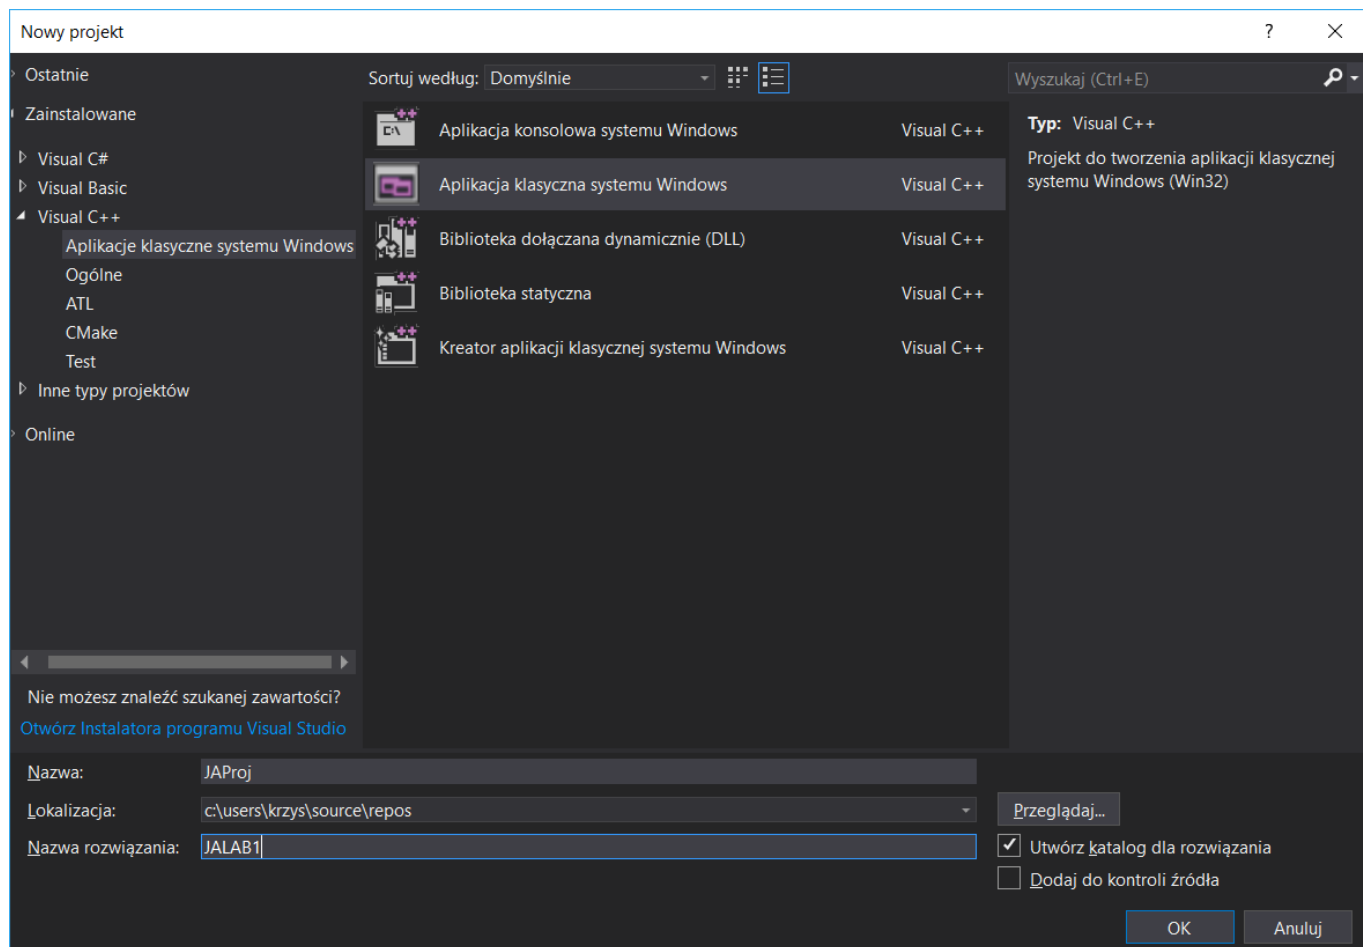 Nowy projekt
?
Ostatnie
Zainstalowane
Visual C#
Visual Basic
Visual C++
Aplikacje klasyczne systemu Windows
Ogólne
ATL
CMake
Test
Inne typy projektów
Online
Nie możesz znaleźć szukanej zawartości?
Otwórz Instalatora programu Visual Studio
Sortuj według: Domyślnie
Aplikacja konsolowa systemu Windows Visual C++
Aplikacja klasyczna systemu Windows Visual C++
Biblioteka dołączana dynamicznie (DLL) Visual C++
Biblioteka statyczna Visual C++
Kreator aplikacji klasycznej systemu Windows Visual C++
Wyszukaj (Ctrl+E)
Typ: Visual C++
Projekt do tworzenia aplikacji klasycznej
systemu Windows (Win32)
Nazwa: JAProj
Lokalizacja: c:\users\krzys\source\repos
Przeglądaj...
Nazwa rozwiązania: JALAB1
Utwórz katalog dla rozwiązania
Dodaj do kontroli źródła
OK Anuluj